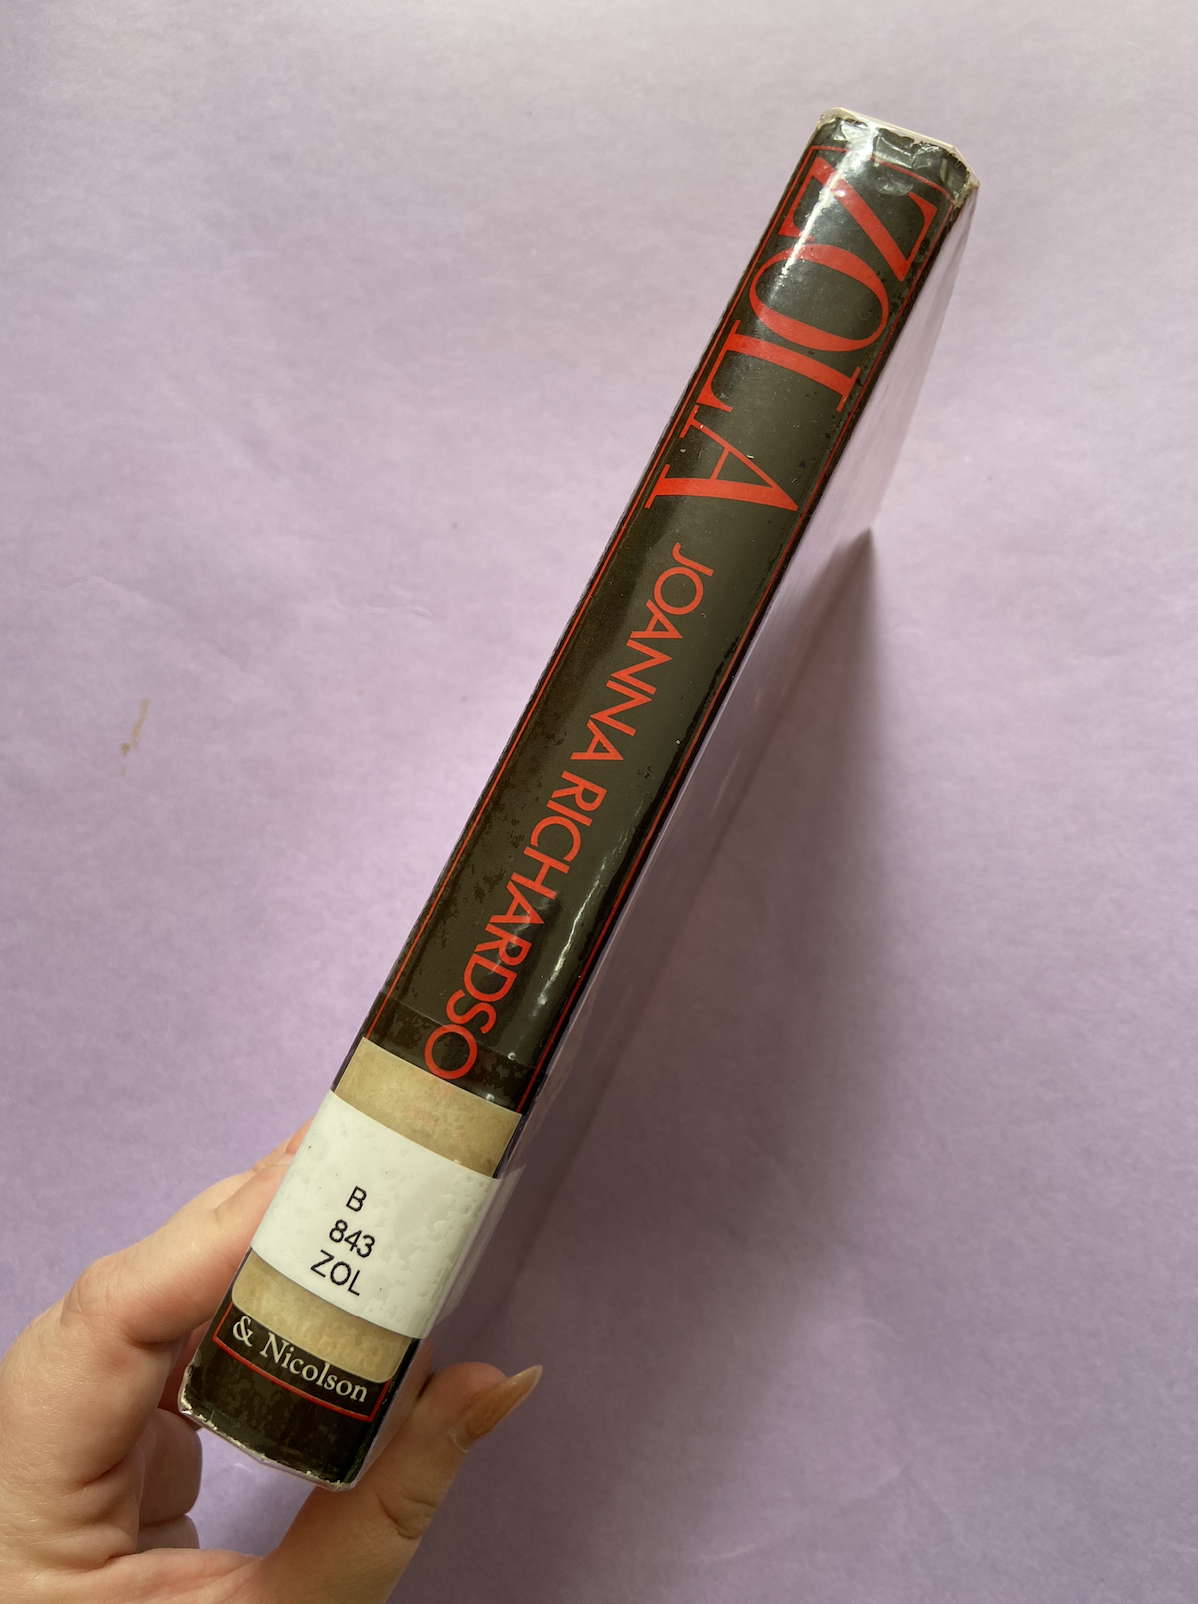 ZOLA
JOANNA RICHARDSO
B
843
ZOL
& Nicolson